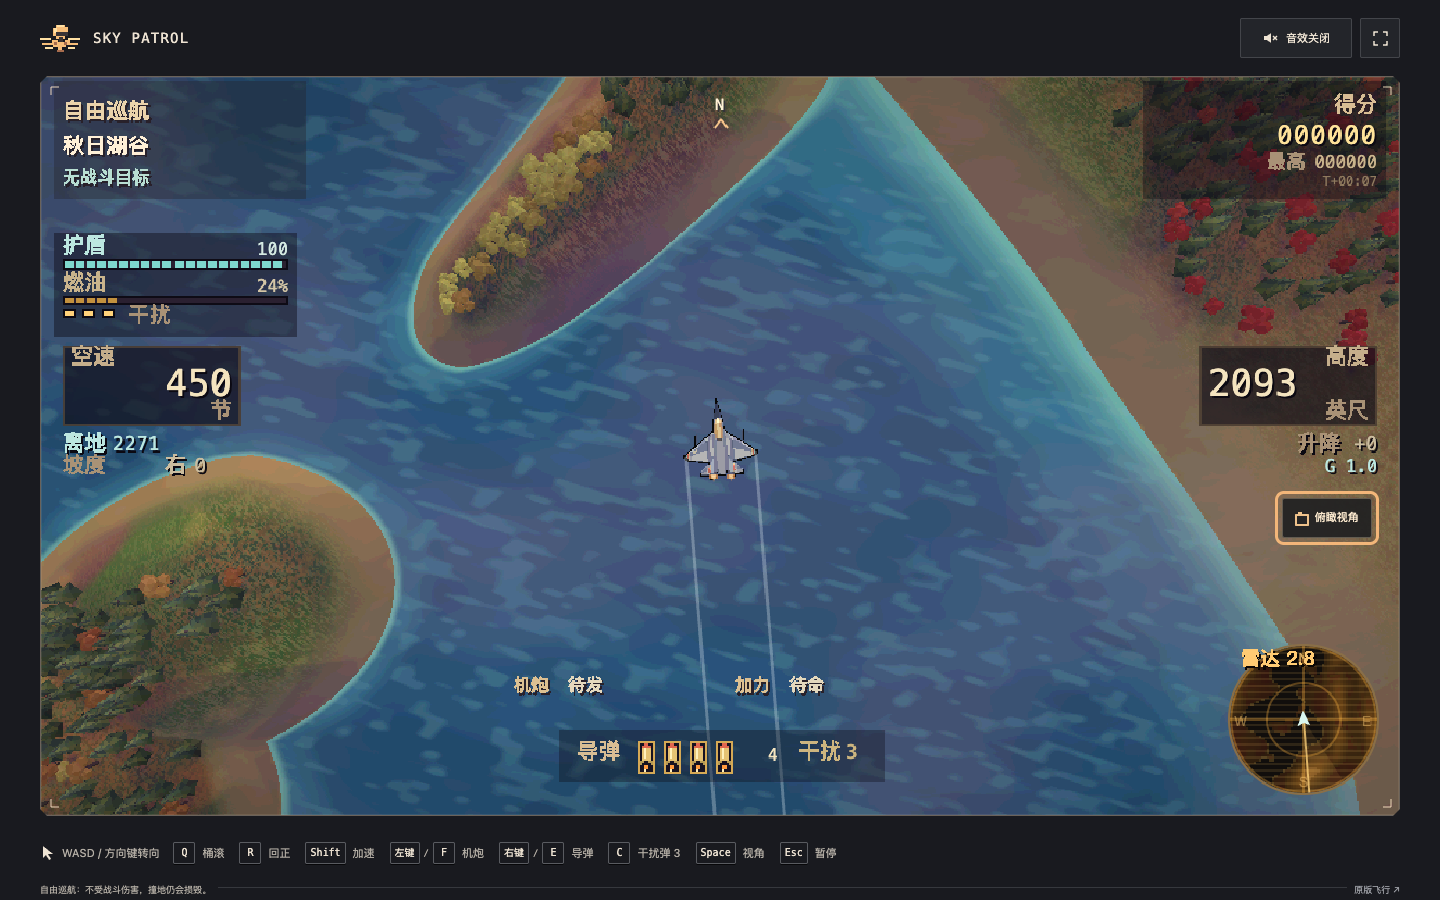 SKY PATROL
音效关闭
自由巡航
秋日湖谷
无战斗目标
N
得分
000000
最高 000000
T+00:07
护盾 100
燃油 24%
干扰
空速
450
节
离地 2271
坡度 右 0
高度
2093
英尺
升降 +0
G 1.0
俯瞰视角
雷达 2.8
W E
S
机炮 待发 加力 待命
导弹 4 干扰 3
WASD / 方向键转向 Q 桶滚 R 回正 Shift 加速 左键 / F 机炮 右键 / E 导弹 C 干扰弹 3 Space 视角 Esc 暂停
自由巡航：不受战斗伤害，撞地仍会损毁。
原版飞行 ↗